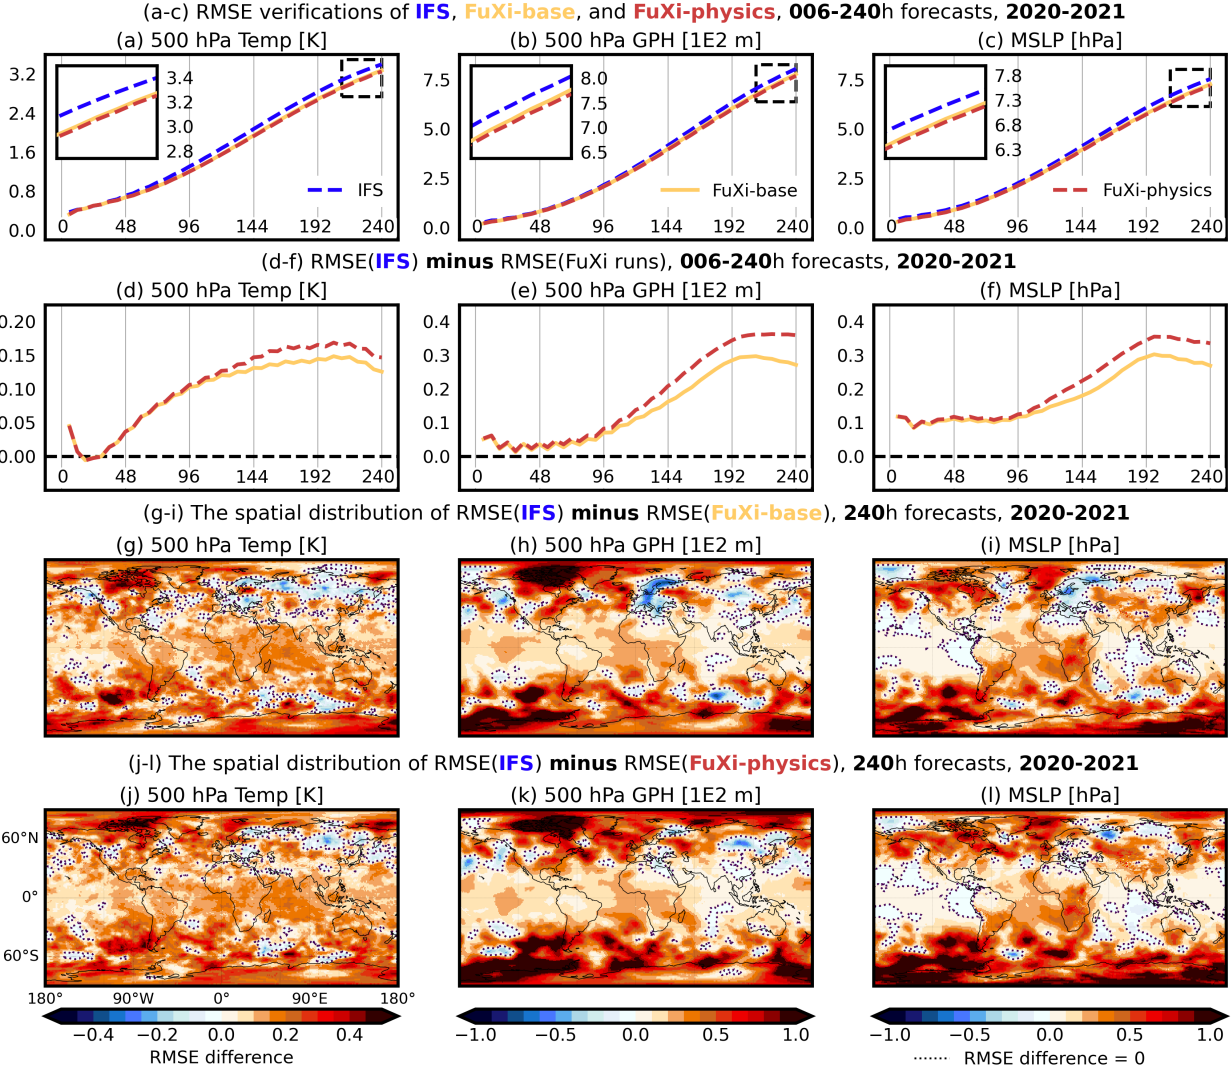 (a-c) RMSE verifications of IFS, FuXi-base, and FuXi-physics, 006-240h forecasts, 2020-2021
(a) 500 hPa Temp [K]
(b) 500 hPa GPH [1E2 m]
(c) MSLP [hPa]
3.2
2.4
1.6
0.8
0.0
3.4
3.2
3.0
2.8
IFS
0 48 96 144 192 240
7.5
5.0
2.5
0.0
8.0
7.5
7.0
6.5
FuXi-base
0 48 96 144 192 240
7.5
5.0
2.5
0.0
7.8
7.3
6.8
6.3
FuXi-physics
0 48 96 144 192 240
(d-f) RMSE(IFS) minus RMSE(FuXi runs), 006-240h forecasts, 2020-2021
(d) 500 hPa Temp [K]
(e) 500 hPa GPH [1E2 m]
(f) MSLP [hPa]
0.20
0.15
0.10
0.05
0.00
0 48 96 144 192 240
0.4
0.3
0.2
0.1
0.0
0 48 96 144 192 240
0.4
0.3
0.2
0.1
0.0
0 48 96 144 192 240
(g-i) The spatial distribution of RMSE(IFS) minus RMSE(FuXi-base), 240h forecasts, 2020-2021
(g) 500 hPa Temp [K]
(h) 500 hPa GPH [1E2 m]
(i) MSLP [hPa]
(j-l) The spatial distribution of RMSE(IFS) minus RMSE(FuXi-physics), 240h forecasts, 2020-2021
(j) 500 hPa Temp [K]
(k) 500 hPa GPH [1E2 m]
(l) MSLP [hPa]
60°N
0°
60°S
180° 90°W 0° 90°E 180°
−0.4 −0.2 0.0 0.2 0.4
−1.0 −0.5 0.0 0.5 1.0
−1.0 −0.5 0.0 0.5 1.0
RMSE difference
RMSE difference = 0